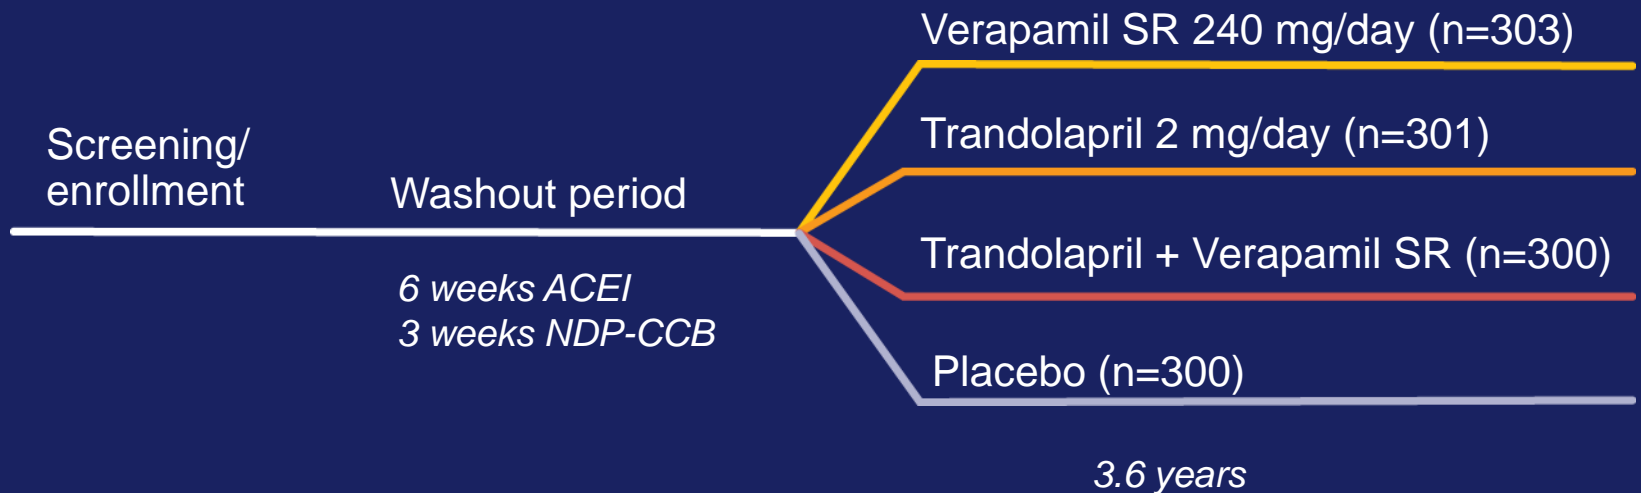 Screening/
enrollment
Washout period
6 weeks ACEI
3 weeks NDP-CCB
Verapamil SR 240 mg/day (n=303)
Trandolapril 2 mg/day (n=301)
Trandolapril + Verapamil SR (n=300)
Placebo (n=300)
3.6 years